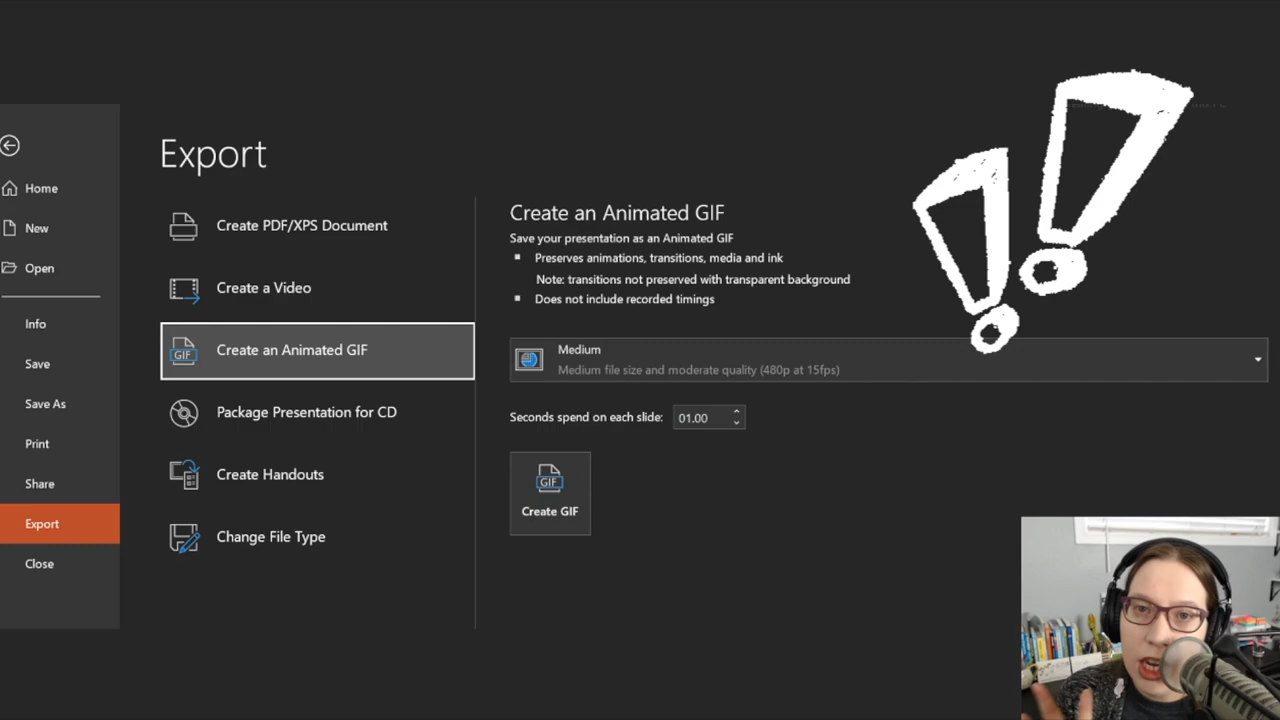 Home
New
Open
Info
Save
Save As
Print
Share
Export
Close
Export
Create PDF/XPS Document
Create a Video
GIF
Create an Animated GIF
Package Presentation for CD
Create Handouts
Change File Type
Create an Animated GIF
Save your presentation as an Animated GIF
Preserves animations, transitions, media and ink
Note: transitions not preserved with transparent background
Does not include recorded timings
Medium
Medium file size and moderate quality (480p at 15fps)
Seconds spend on each slide: 01.00
GIF
Create GIF
!!